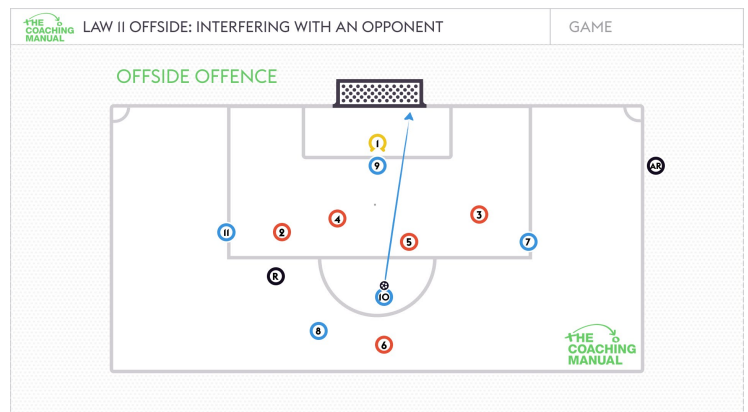 THE
COACHING
MANUAL
LAW 11 OFFSIDE: INTERFERING WITH AN OPPONENT
GAME
OFFSIDE OFFENCE
1
9
AR
3
4
11
2
5
7
R
10
8
6
THE
COACHING
MANUAL